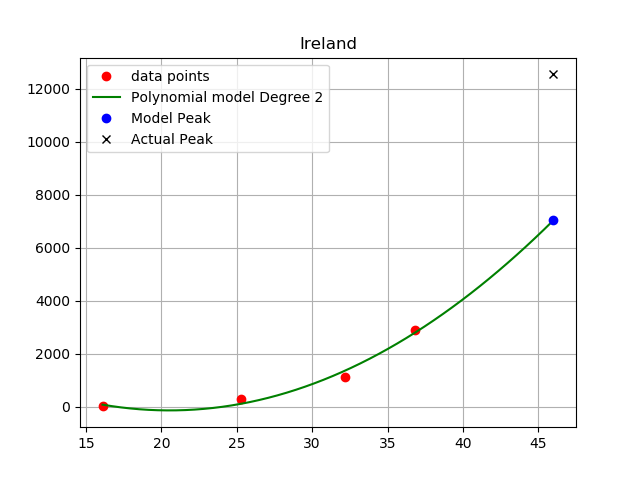 Ireland
data points
Polynomial model Degree 2
Model Peak
Actual Peak
12000
10000
8000
6000
4000
2000
0
15 20 25 30 35 40 45